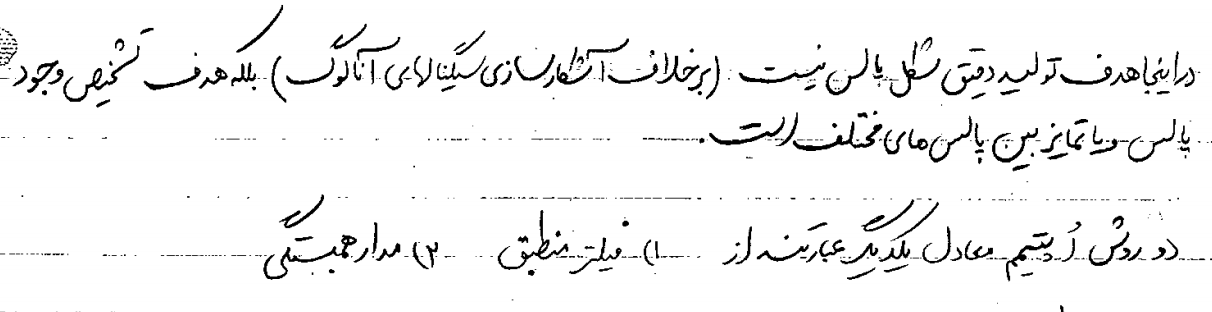 در اینجا هدف تولید دقیق شکل پالس نیست (برخلاف آشکارسازی سیگنالهای آنالوگ) بلکه هدف تشخیص وجود
پالس و یا تمایز بین پالس های مختلف است.
دو روش اُپتیم معادل یکدیگر عبارتند از ۱) فیلتر منطبق ۲) مدار همبستگی